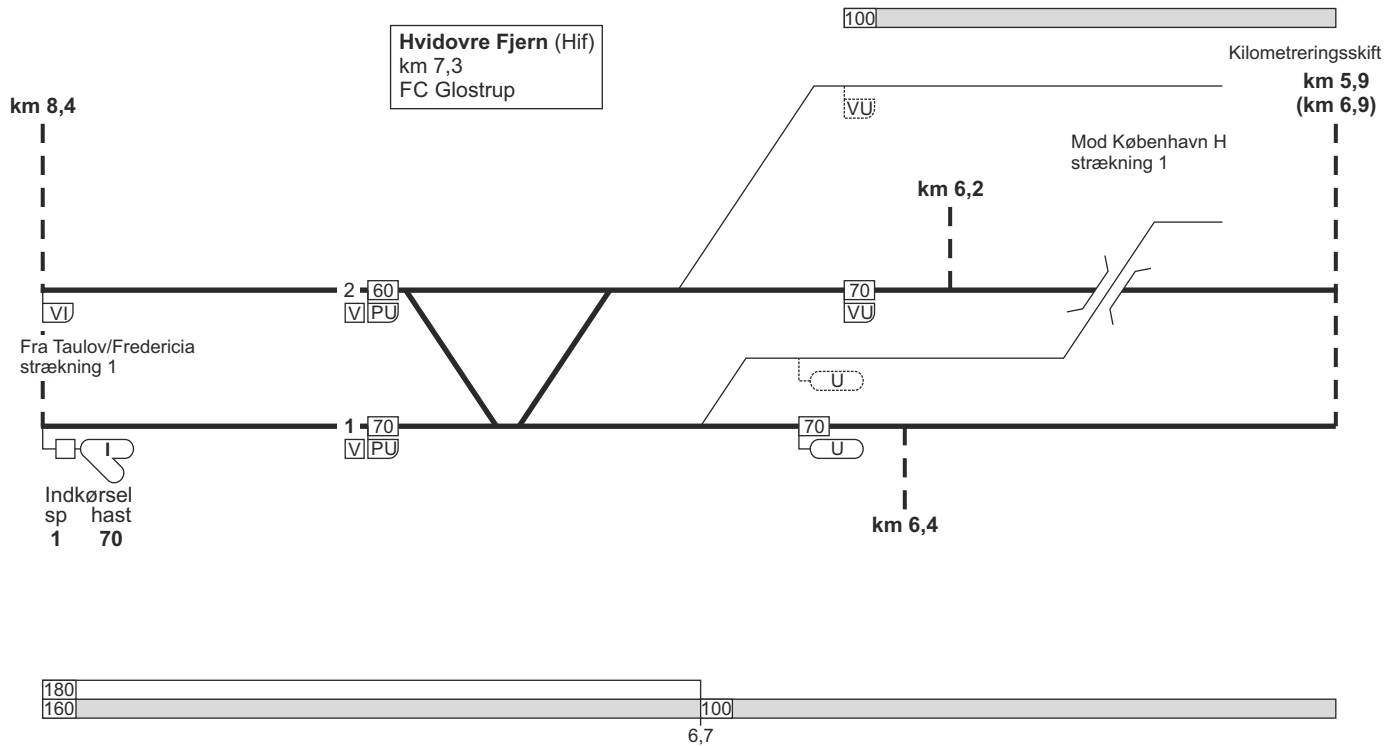 100
Hvidovre Fjern (Hif)
km 7,3
FC Glostrup
Kilometreringsskift
km 5,9
(km 6,9)
km 8,4
VU
Mod København H
strækning 1
km 6,2
2 60
70
VI
V PU
VU
Fra Taulov/Fredericia
strækning 1
U
1 70
70
I
V PU
U
Indkørsel
sp hast
1 70
km 6,4
180
160
100
6,7